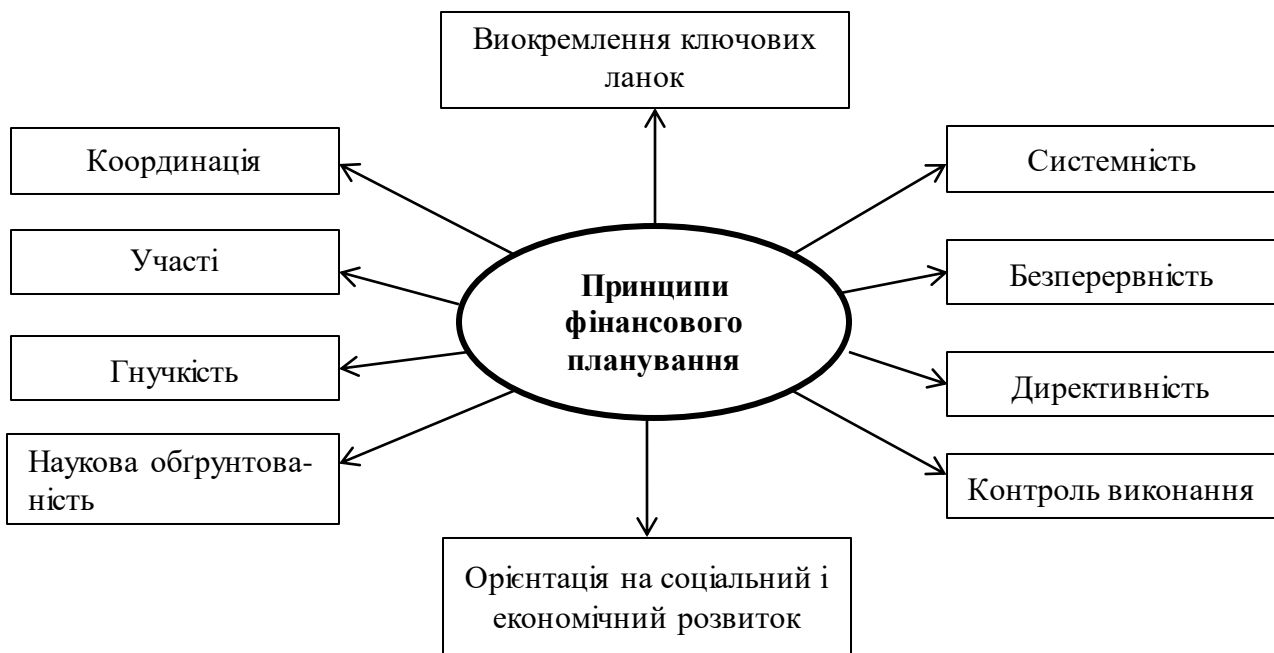 Виокремлення ключових
ланок
Координація
Системність
Участі
Безперервність
Принципи
фінансового
планування
Гнучкість
Директивність
Наукова обґрунтова-
ність
Контроль виконання
Орієнтація на соціальний і
економічний розвиток